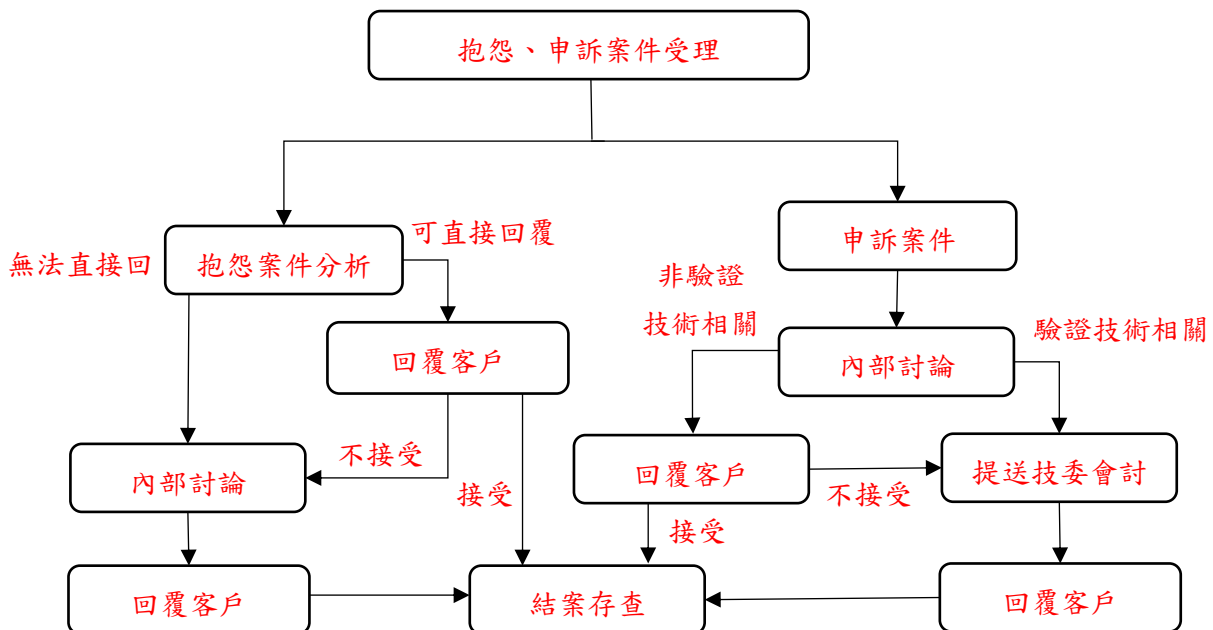 抱怨、申訴案件受理
可直接回覆
無法直接回
抱怨案件分析
申訴案件
非驗證
技術相關
驗證技術相關
回覆客戶
內部討論
不接受
內部討論
接受
回覆客戶
不接受
提送技委會討
接受
回覆客戶
結案存查
回覆客戶